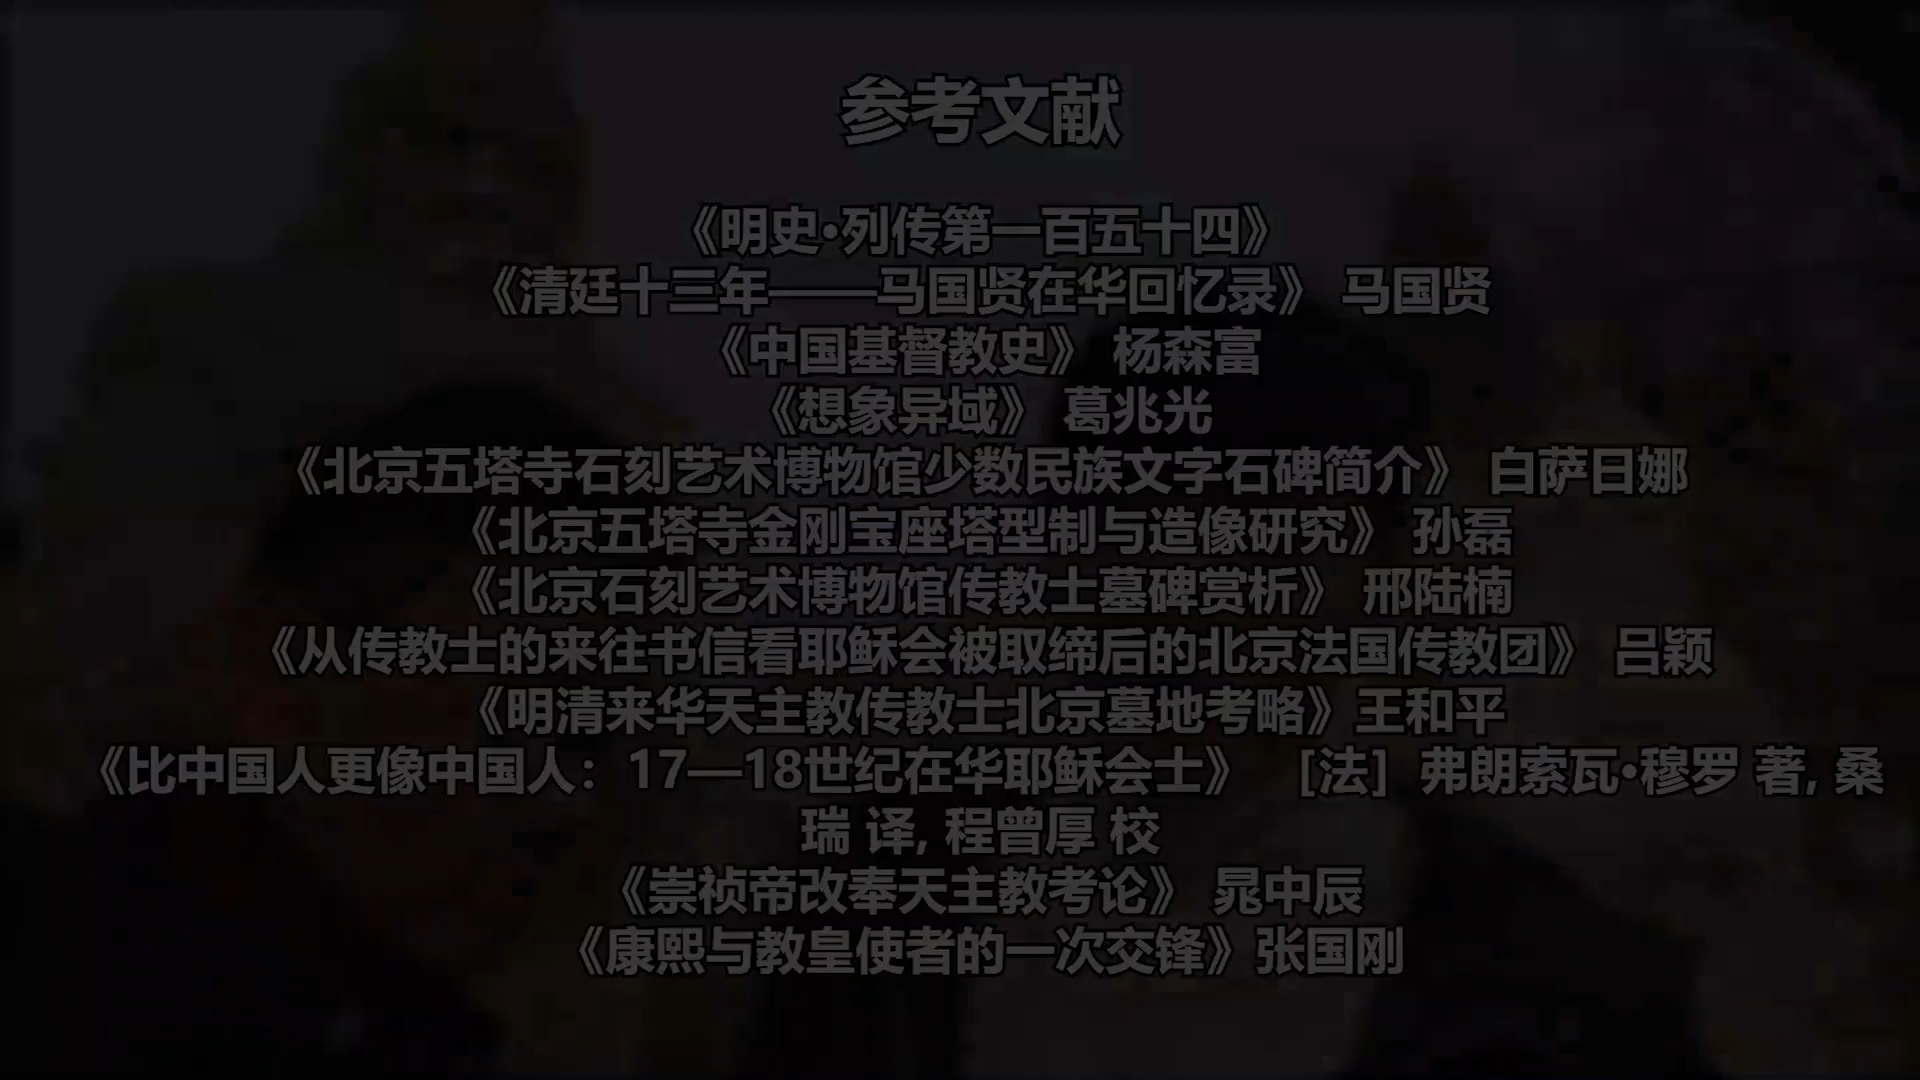 参考文献
《明史•列传第一百五十四》
《清廷十三年——马国贤在华回忆录》 马国贤
《中国基督教史》 杨森富
《想象异域》 葛兆光
《北京五塔寺石刻艺术博物馆少数民族文字石碑简介》 白萨日娜
《北京五塔寺金刚宝座塔型制与造像研究》 孙磊
《北京石刻艺术博物馆传教士墓碑赏析》 邢陆楠
《从传教士的来往书信看耶稣会被取缔后的北京法国传教团》 吕颖
《明清来华天主教传教士北京墓地考略》王和平
《比中国人更像中国人：17—18世纪在华耶稣会士》 [法] 弗朗索瓦•穆罗 著, 桑
瑞 译, 程曾厚 校
《崇祯帝改奉天主教考论》 晁中辰
《康熙与教皇使者的一次交锋》张国刚